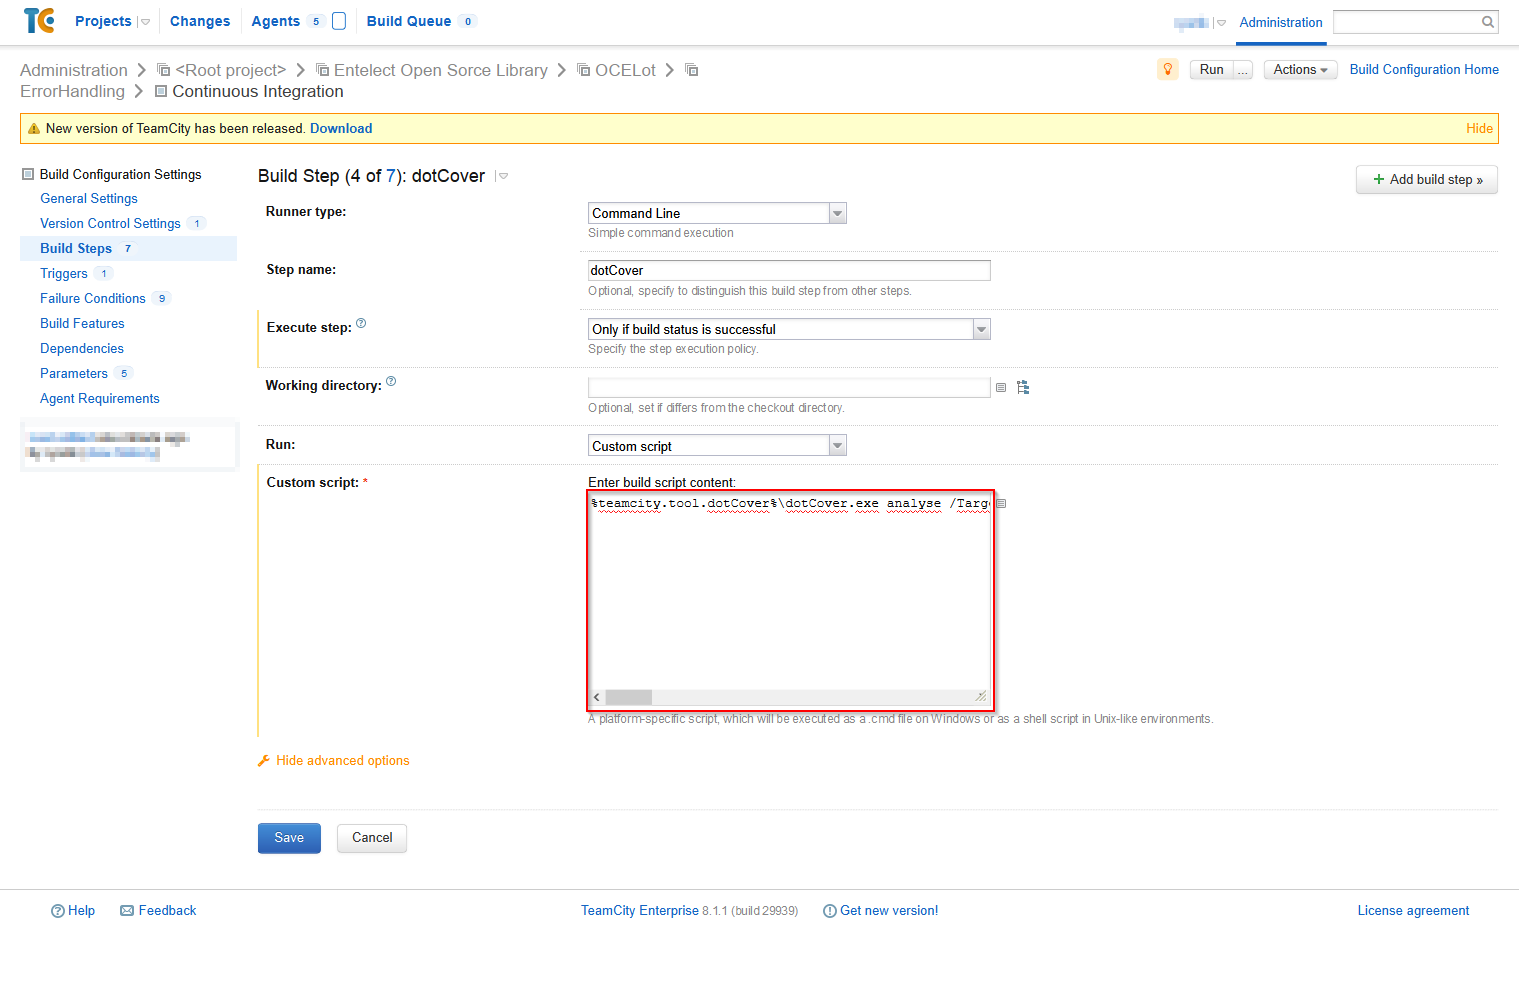 TC Projects Changes Agents 5 Build Queue 0 Administration
Administration <Root project> Entelect Open Sorce Library OCELot
ErrorHandling Continuous Integration
Run ... Actions Build Configuration Home
New version of TeamCity has been released. Download Hide
Build Configuration Settings
General Settings
Version Control Settings 1
Build Steps 7
Triggers 1
Failure Conditions 9
Build Features
Dependencies
Parameters 5
Agent Requirements
Build Step (4 of 7): dotCover
+ Add build step »
Runner type: Command Line
Simple command execution
Step name: dotCover
Optional, specify to distinguish this build step from other steps.
Execute step: ? Only if build status is successful
Specify the step execution policy.
Working directory: ?
Optional, set if differs from the checkout directory.
Run: Custom script
Custom script: * Enter build script content:
%teamcity.tool.dotCover%\dotCover.exe analyse /Targ
A platform-specific script, which will be executed as a .cmd file on Windows or as a shell script in Unix-like environments.
Hide advanced options
Save Cancel
? Help Feedback TeamCity Enterprise 8.1.1 (build 29939) Get new version! License agreement